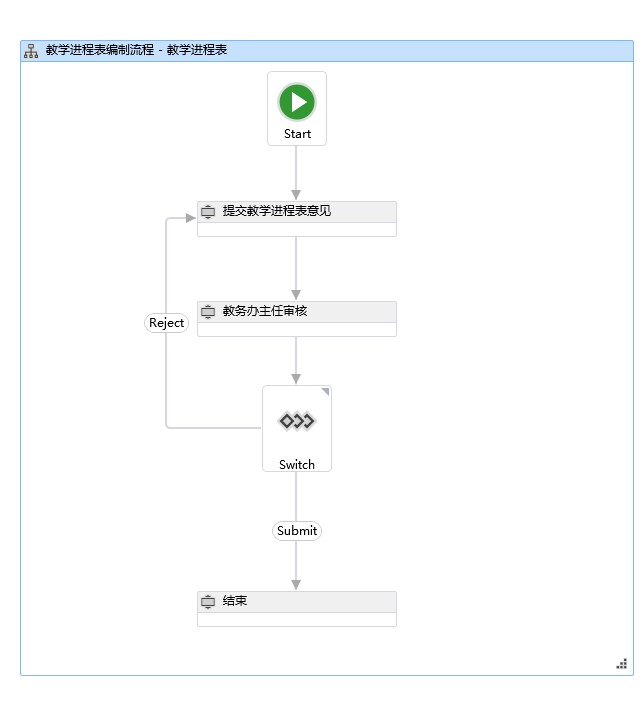 教学进程表编制流程 - 教学进程表
Start
提交教学进程表意见
教务办主任审核
Reject
Switch
Submit
结束